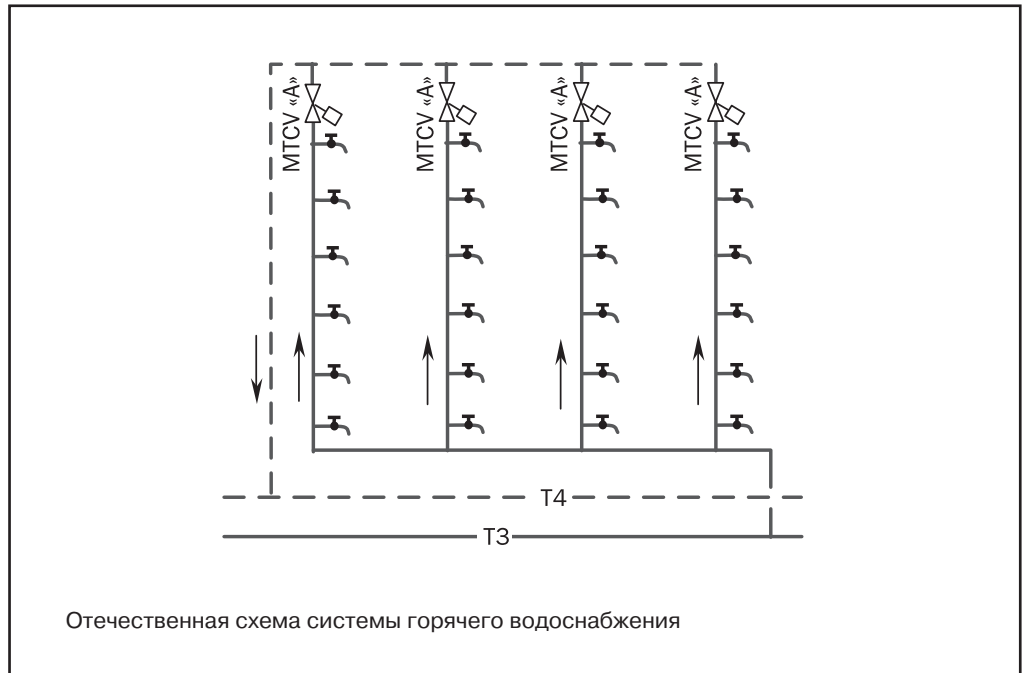 MTCV «A»
MTCV «A»
MTCV «A»
MTCV «A»
T4
T3
Отечественная схема системы горячего водоснабжения